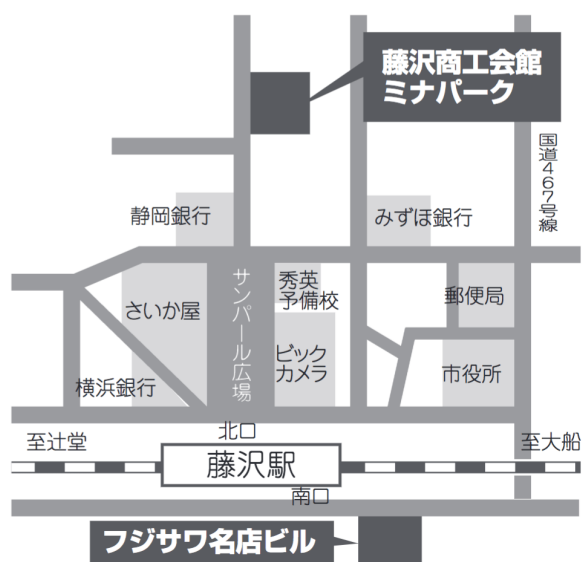 藤沢商工会館
ミナパーク
国道467号線
静岡銀行
みずほ銀行
サンパール広場
秀英
予備校
郵便局
さいか屋
ビック
カメラ
市役所
横浜銀行
北口
至辻堂
藤沢駅
至大船
南口
フジサワ名店ビル